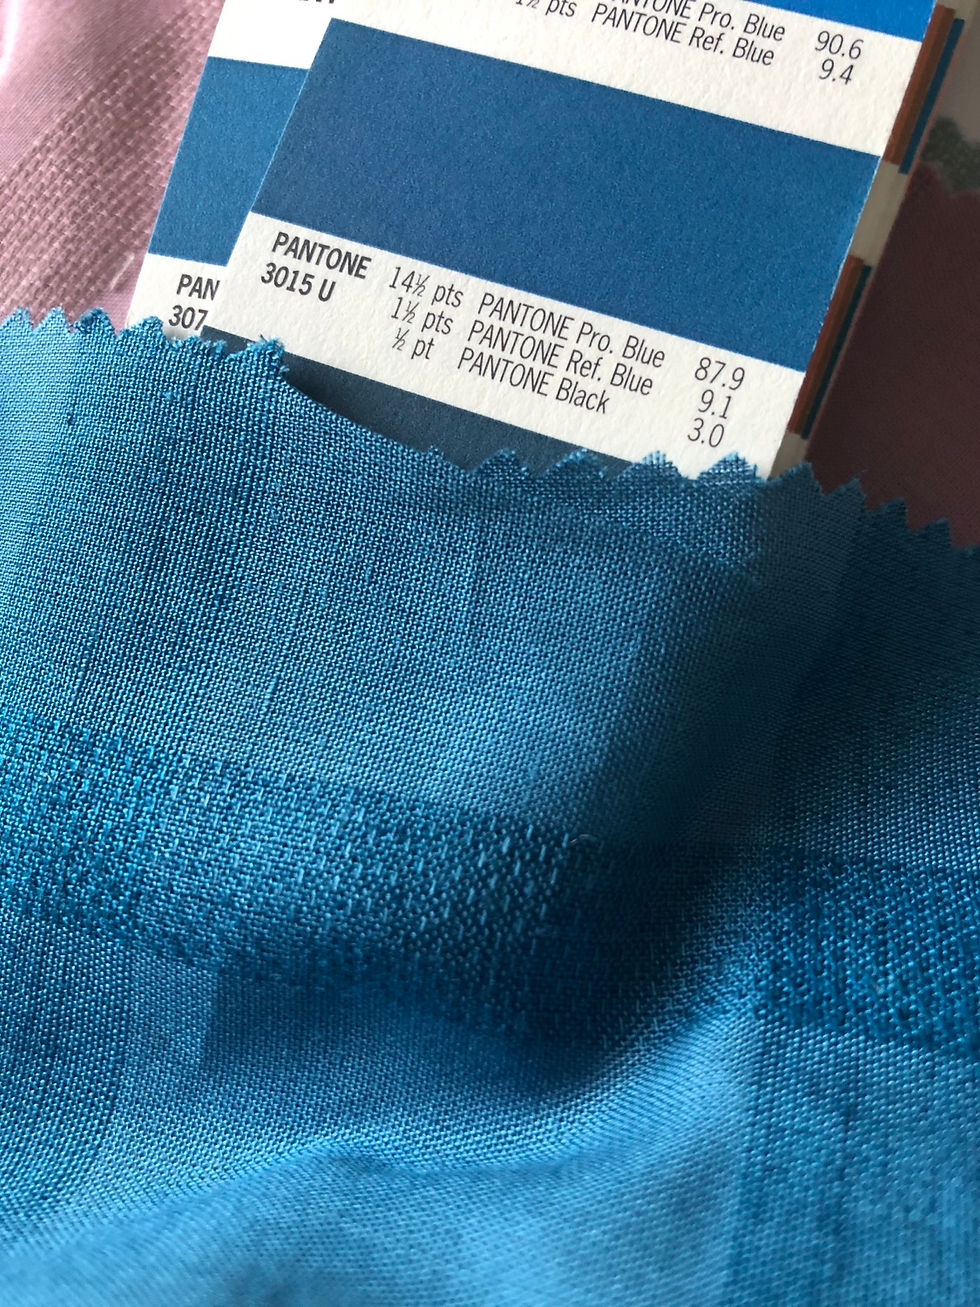 PANTONE Pro. Blue 90.6
pts PANTONE Ref. Blue 9.4
PANTONE
3015 U
14½ pts PANTONE Pro. Blue 87.9
1½ pts PANTONE Ref. Blue 9.1
½ pt PANTONE Black 3.0
PAN
307